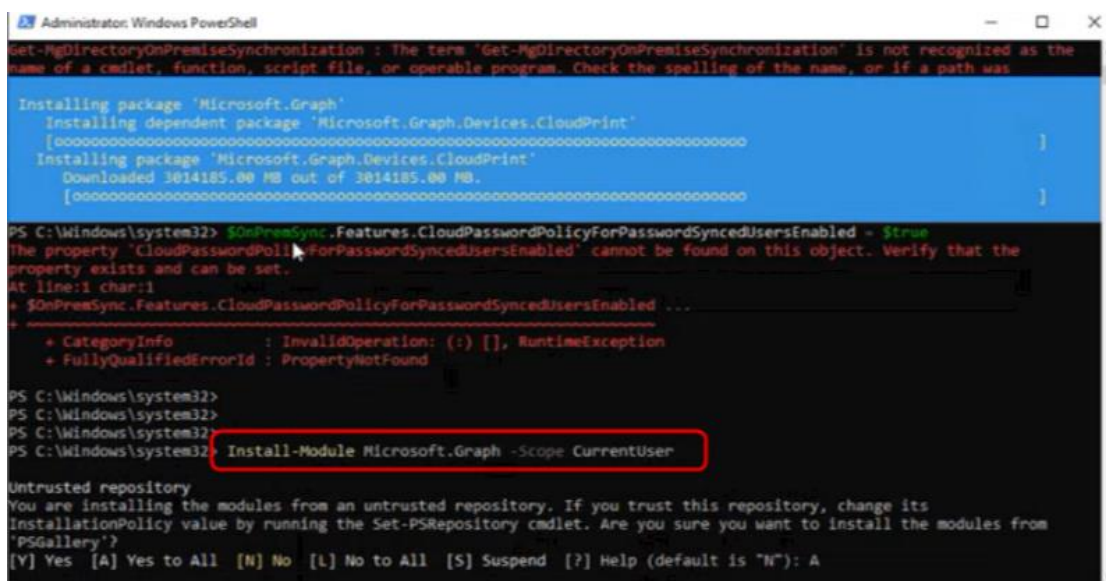 Administrator: Windows PowerShell
Get-MgDirectoryOnPremiseSynchronization : The term 'Get-MgDirectoryOnPremiseSynchronization' is not recognized as the
name of a cmdlet, function, script file, or operable program. Check the spelling of the name, or if a path was
Installing package 'Microsoft.Graph'
Installing dependent package 'Microsoft.Graph.Devices.CloudPrint'
[oooooooooooooooooooooooooooooooooooooooooooooooooooooooooooooooooooooooooo ]
Installing package 'Microsoft.Graph.Devices.CloudPrint'
Downloaded 3014185.00 MB out of 3014185.00 MB.
[oooooooooooooooooooooooooooooooooooooooooooooooooooooooooooooooooooooooo ]
PS C:\Windows\system32> $OnPremSync.Features.CloudPasswordPolicyForPasswordSyncedUsersEnabled = $true
The property 'CloudPasswordPolicyForPasswordSyncedUsersEnabled' cannot be found on this object. Verify that the
property exists and can be set.
At line:1 char:1
+ $OnPremSync.Features.CloudPasswordPolicyForPasswordSyncedUsersEnabled ...
+ ~~~~~~~~~~~~~~~~~~~~~~~~~~~~~~~~~~~~~~~~~~~~~~~~~~~~~~~~~~~~~~~~~~~~~
+ CategoryInfo : InvalidOperation: (:) [], RuntimeException
+ FullyQualifiedErrorId : PropertyNotFound
PS C:\Windows\system32>
PS C:\Windows\system32>
PS C:\Windows\system32>
PS C:\Windows\system32> Install-Module Microsoft.Graph -Scope CurrentUser
Untrusted repository
You are installing the modules from an untrusted repository. If you trust this repository, change its
InstallationPolicy value by running the Set-PSRepository cmdlet. Are you sure you want to install the modules from
'PSGallery'?
[Y] Yes [A] Yes to All [N] No [L] No to All [S] Suspend [?] Help (default is "N"): A